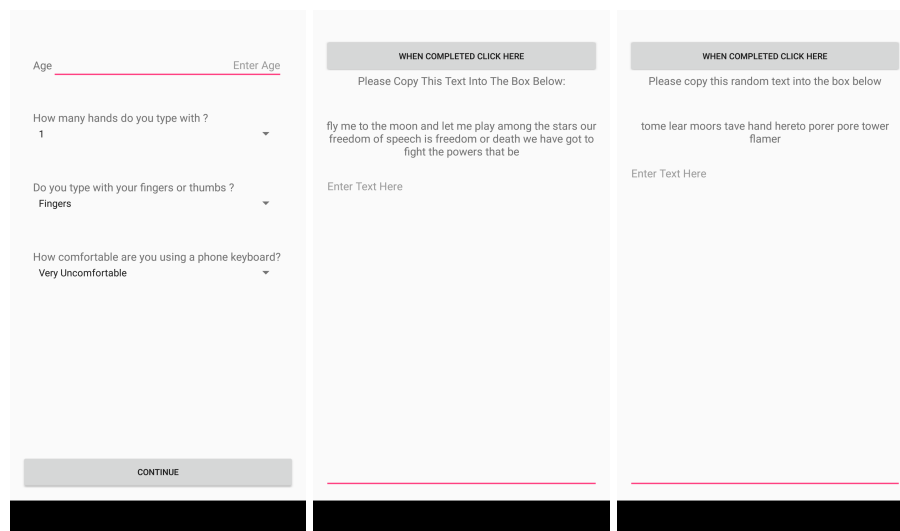 Age Enter Age
How many hands do you type with ?
1
Do you type with your fingers or thumbs ?
Fingers
How comfortable are you using a phone keyboard?
Very Uncomfortable
CONTINUE
WHEN COMPLETED CLICK HERE
Please Copy This Text Into The Box Below:
fly me to the moon and let me play among the stars our
freedom of speech is freedom or death we have got to
fight the powers that be
Enter Text Here
WHEN COMPLETED CLICK HERE
Please copy this random text into the box below
tome lear moors tave hand hereto porer pore tower
flamer
Enter Text Here